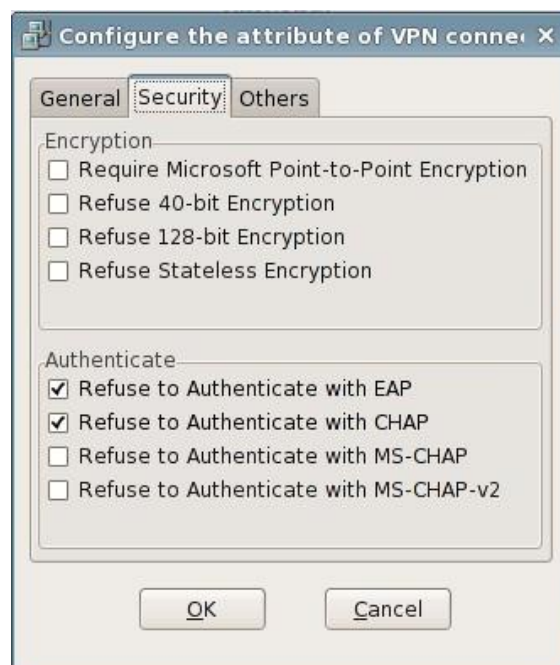 Configure the attribute of VPN connec
General Security Others
Encryption
Require Microsoft Point-to-Point Encryption
Refuse 40-bit Encryption
Refuse 128-bit Encryption
Refuse Stateless Encryption
Authenticate
Refuse to Authenticate with EAP
Refuse to Authenticate with CHAP
Refuse to Authenticate with MS-CHAP
Refuse to Authenticate with MS-CHAP-v2
OK Cancel